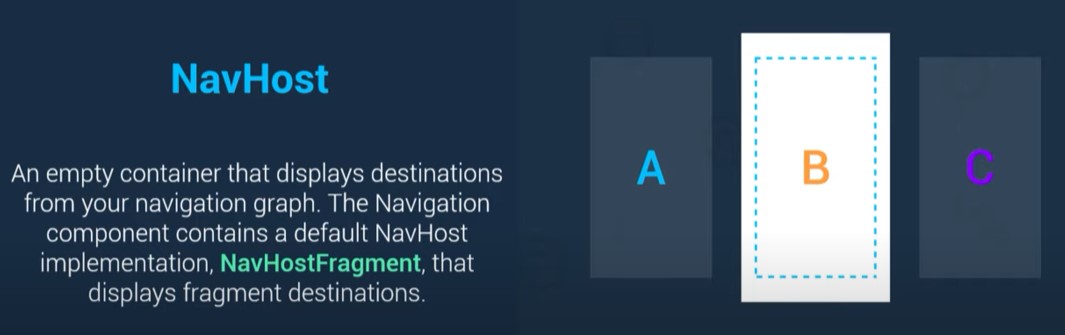 NavHost
An empty container that displays destinations
from your navigation graph. The Navigation
component contains a default NavHost
implementation, NavHostFragment, that
displays fragment destinations.
A
B
C